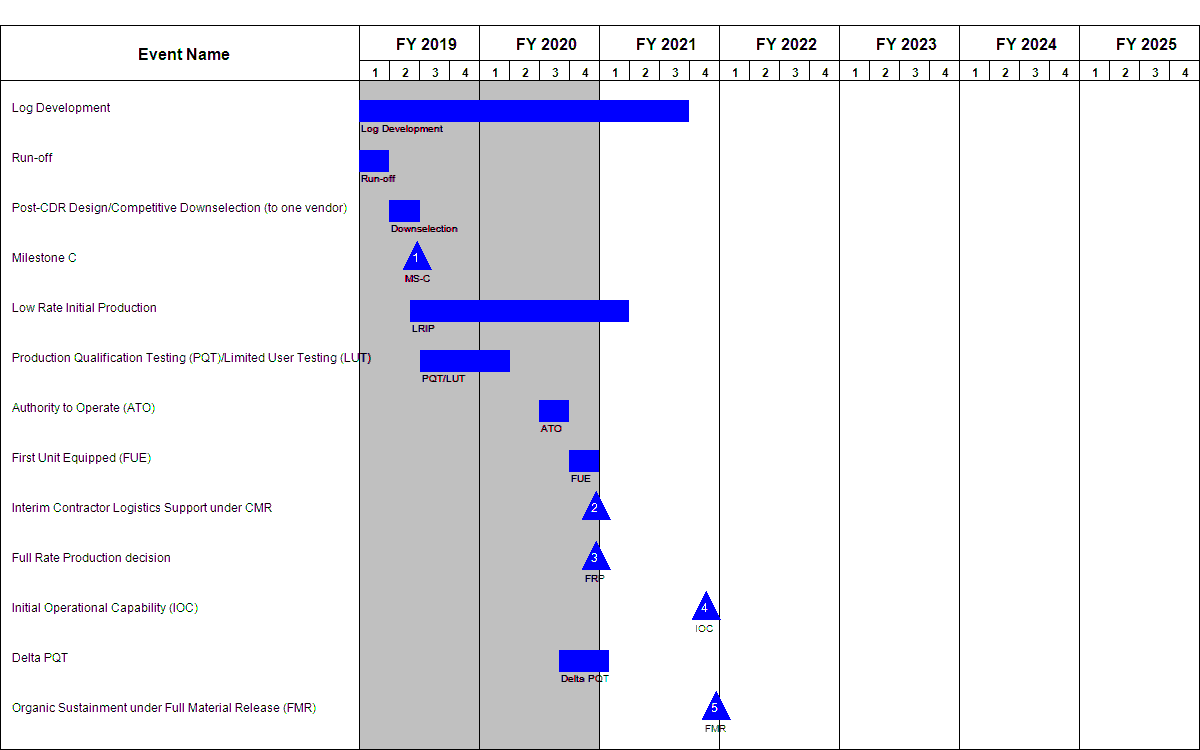 Event Name
FY 2019 FY 2020 FY 2021 FY 2022 FY 2023 FY 2024 FY 2025
1 2 3 4 1 2 3 4 1 2 3 4 1 2 3 4 1 2 3 4 1 2 3 4 1 2 3 4
Log Development
Log Development
Run-off
Run-off
Post-CDR Design/Competitive Downselection (to one vendor)
Downselection
Milestone C
1
MS-C
Low Rate Initial Production
LRIP
Production Qualification Testing (PQT)/Limited User Testing (LUT)
PQT/LUT
Authority to Operate (ATO)
ATO
First Unit Equipped (FUE)
FUE
Interim Contractor Logistics Support under CMR
2
Full Rate Production decision
3
FRP
Initial Operational Capability (IOC)
4
IOC
Delta PQT
Delta PQT
Organic Sustainment under Full Material Release (FMR)
5
FMR